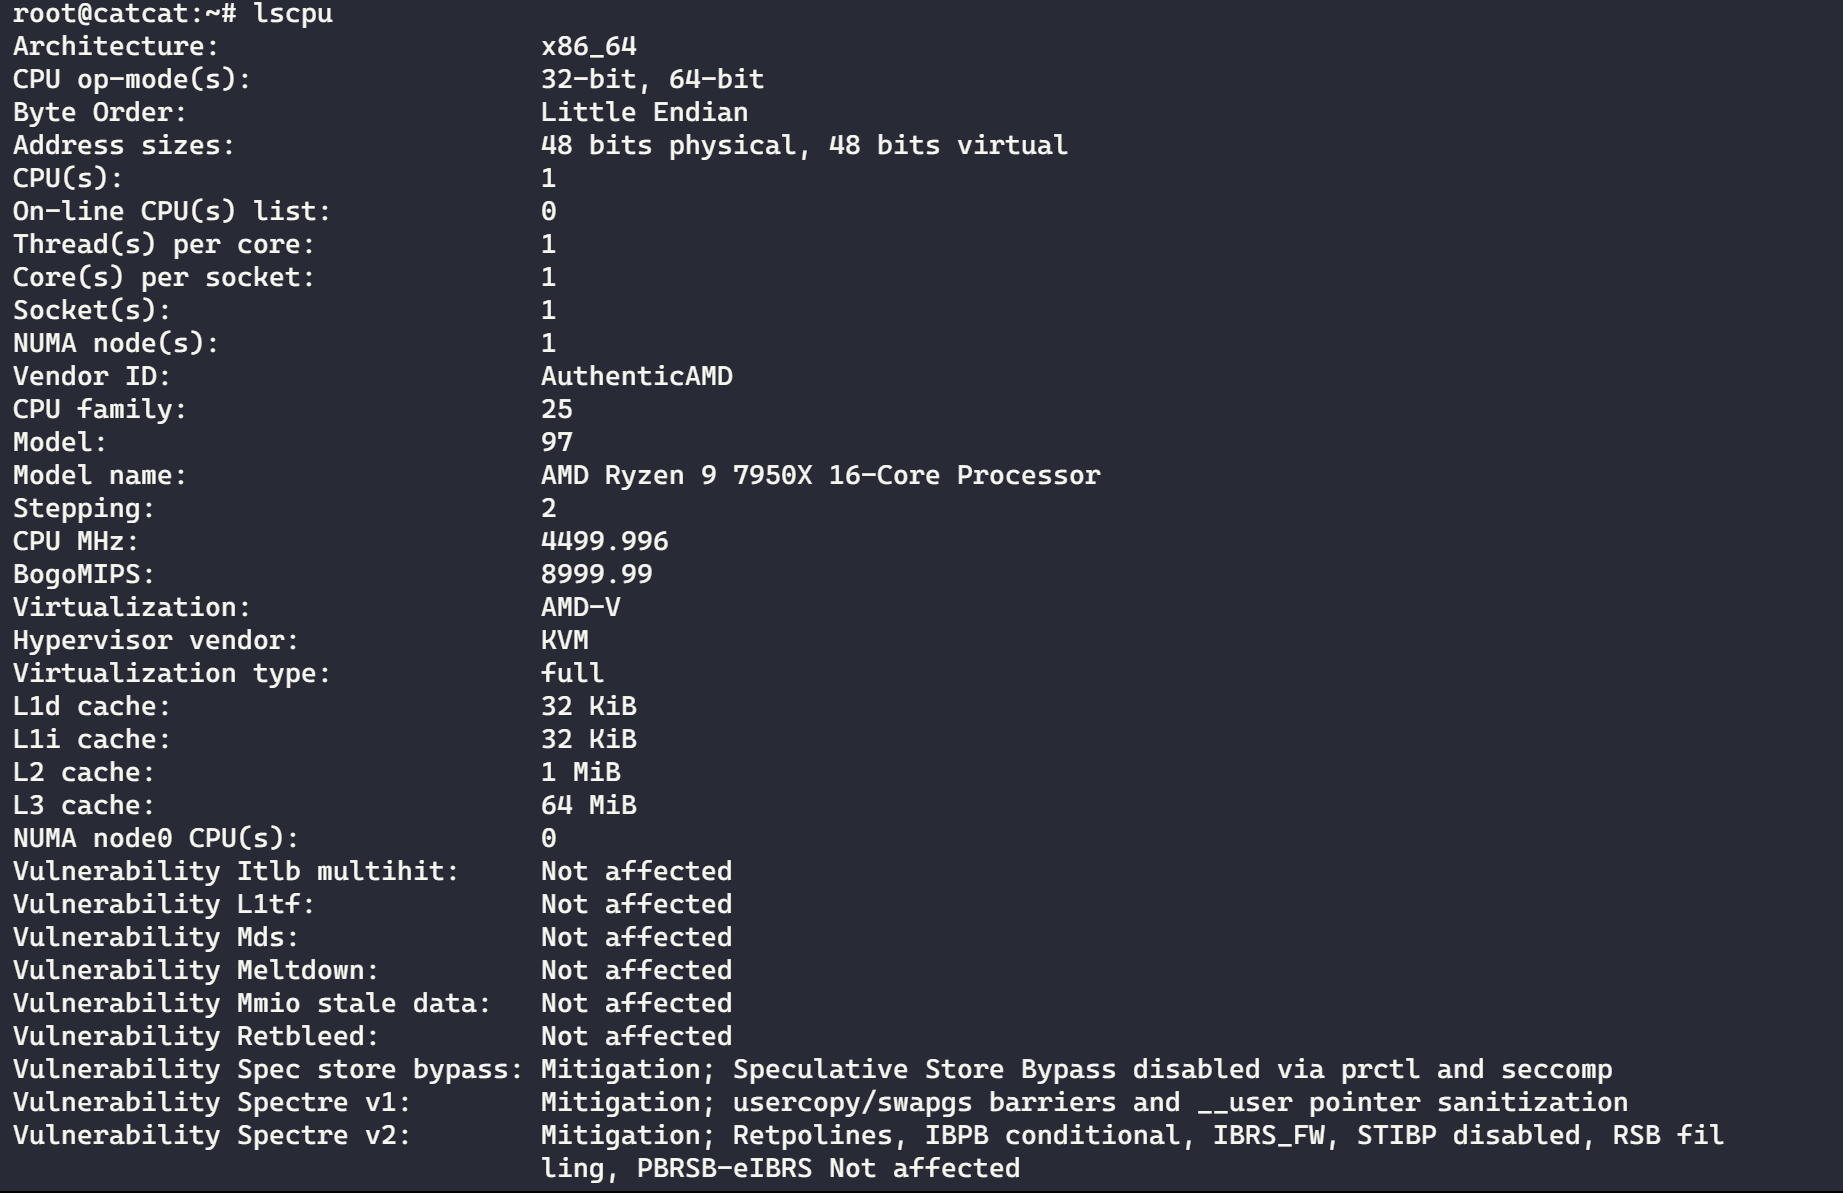 root@catcat:~# lscpu
Architecture:                    x86_64
CPU op-mode(s):                  32-bit, 64-bit
Byte Order:                      Little Endian
Address sizes:                   48 bits physical, 48 bits virtual
CPU(s):                          1
On-line CPU(s) list:             0
Thread(s) per core:              1
Core(s) per socket:              1
Socket(s):                       1
NUMA node(s):                    1
Vendor ID:                       AuthenticAMD
CPU family:                      25
Model:                           97
Model name:                      AMD Ryzen 9 7950X 16-Core Processor
Stepping:                        2
CPU MHz:                         4499.996
BogoMIPS:                        8999.99
Virtualization:                  AMD-V
Hypervisor vendor:               KVM
Virtualization type:             full
L1d cache:                       32 KiB
L1i cache:                       32 KiB
L2 cache:                        1 MiB
L3 cache:                        64 MiB
NUMA node0 CPU(s):               0
Vulnerability Itlb multihit:     Not affected
Vulnerability L1tf:              Not affected
Vulnerability Mds:               Not affected
Vulnerability Meltdown:          Not affected
Vulnerability Mmio stale data:   Not affected
Vulnerability Retbleed:          Not affected
Vulnerability Spec store bypass: Mitigation; Speculative Store Bypass disabled via prctl and seccomp
Vulnerability Spectre v1:        Mitigation; usercopy/swapgs barriers and __user pointer sanitization
Vulnerability Spectre v2:        Mitigation; Retpolines, IBPB conditional, IBRS_FW, STIBP disabled, RSB fil
                                 ling, PBRSB-eIBRS Not affected